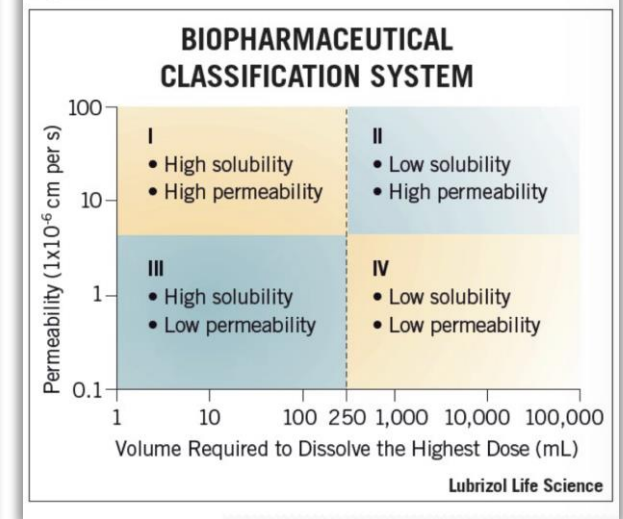 BIOPHARMACEUTICAL
CLASSIFICATION SYSTEM
Permeability (1x10⁻⁶ cm per s)
100
10
1
0.1
I
• High solubility
• High permeability
II
• Low solubility
• High permeability
III
• High solubility
• Low permeability
IV
• Low solubility
• Low permeability
1 10 100 250 1,000 10,000 100,000
Volume Required to Dissolve the Highest Dose (mL)
Lubrizol Life Science